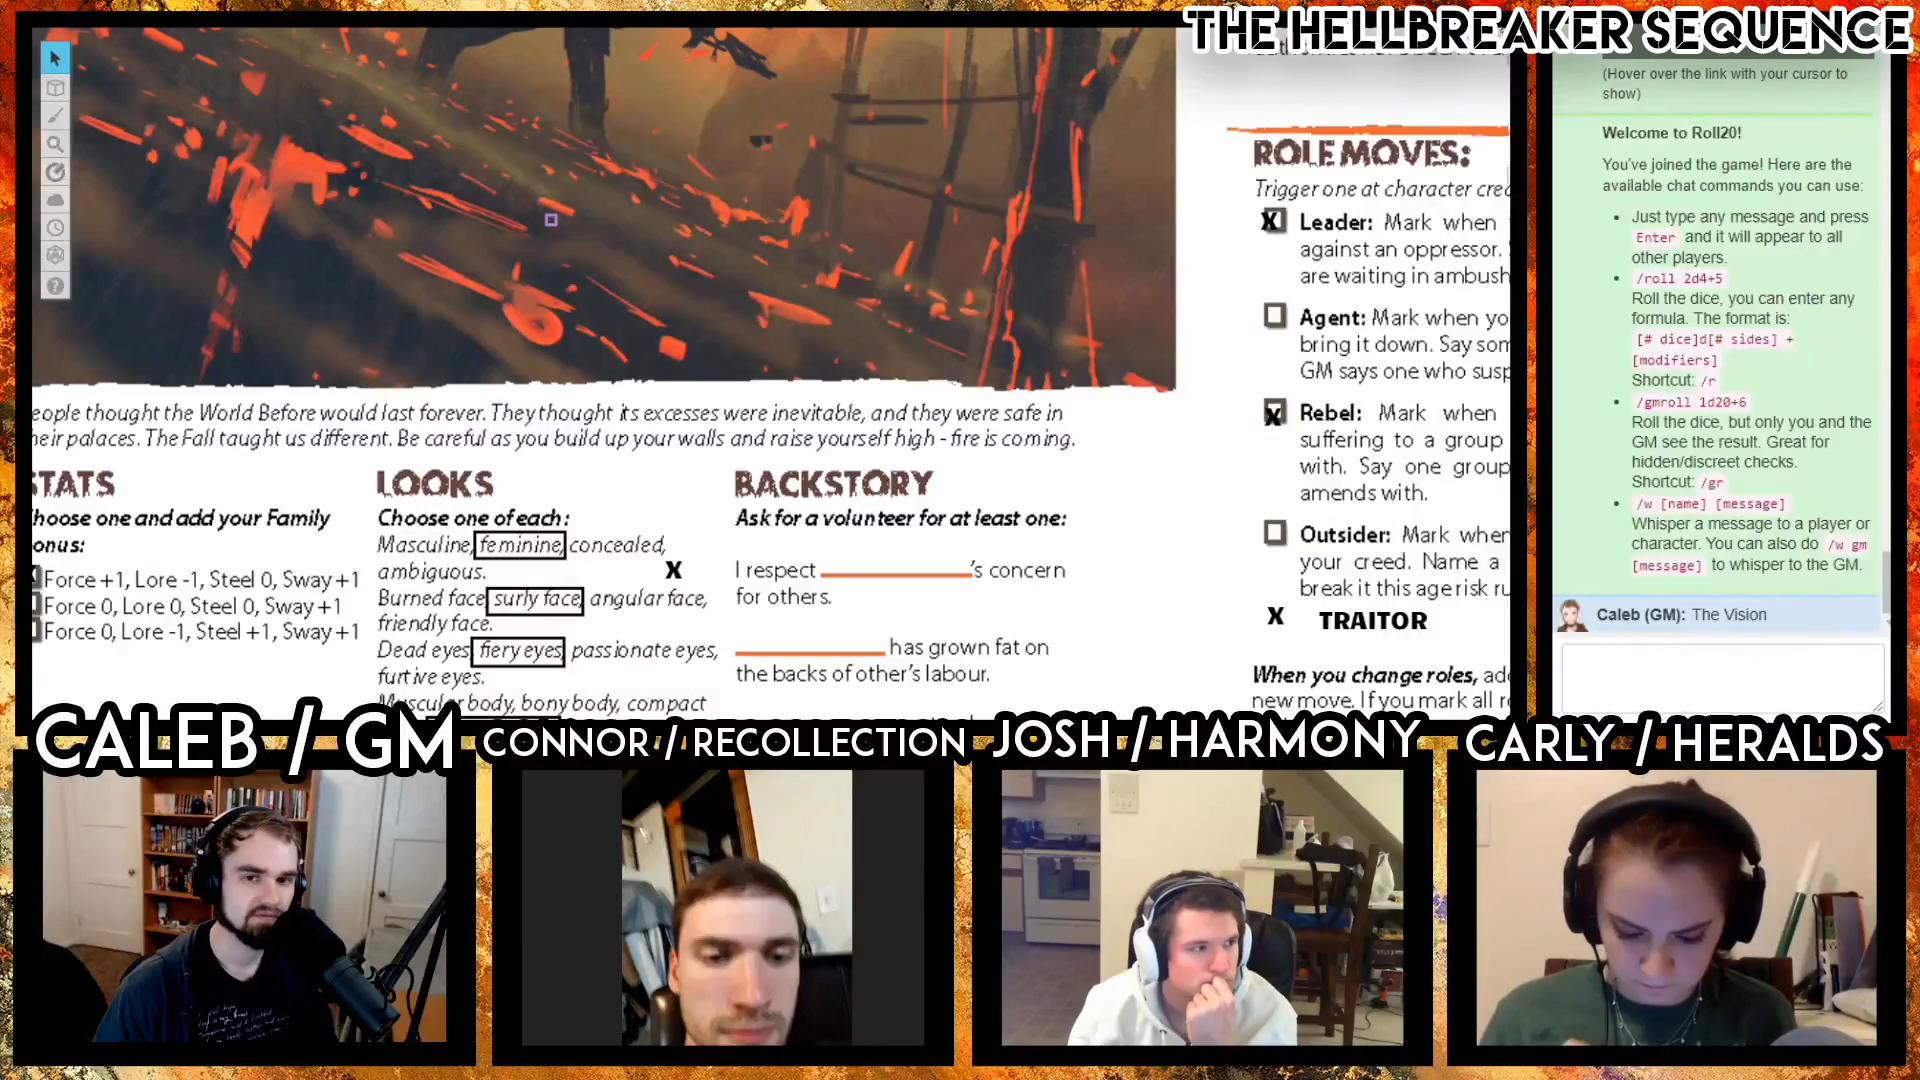 THE HELLBREAKER SEQUENCE
(Hover over the link with your cursor to
show)
Welcome to Roll20!
You've joined the game! Here are the
available chat commands you can use:
Just type any message and press
Enter and it will appear to all
other players.
/roll 2d4+5
Roll the dice, you can enter any
formula. The format is:
[# dice]d[# sides] +
[modifiers]
Shortcut: /r
/gmroll 1d20+6
Roll the dice, but only you and the
GM see the result. Great for
hidden/discreet checks.
Shortcut: /gr
/w [name] [message]
Whisper a message to a player or
character. You can also do /w gm
[message] to whisper to the GM.
Caleb (GM): The Vision
ROLE MOVES:
Trigger one at character crea
X Leader: Mark when
against an oppressor. S
are waiting in ambush
Agent: Mark when yo
bring it down. Say som
GM says one who susp
X Rebel: Mark when
suffering to a group
with. Say one group
amends with.
Outsider: Mark wher
your creed. Name a
break it this age risk ru
X TRAITOR
When you change roles, add
new move. If you mark all ro
eople thought the World Before would last forever. They thought its excesses were inevitable, and they were safe in
heir palaces. The Fall taught us different. Be careful as you build up your walls and raise yourself high - fire is coming.
STATS
hoose one and add your Family
onus:
Force +1, Lore -1, Steel 0, Sway +1
Force 0, Lore 0, Steel 0, Sway +1
Force 0, Lore -1, Steel +1, Sway +1
LOOKS
Choose one of each:
Masculine, feminine, concealed,
ambiguous.
Burned face, surly face, angular face,
friendly face.
Dead eyes, fiery eyes, passionate eyes,
furtive eyes.
Muscular body, bony body, compact
BACKSTORY
Ask for a volunteer for at least one:
X I respect 's concern
for others.
has grown fat on
the backs of other's labour.
CALEB / GM
CONNOR / RECOLLECTION
JOSH / HARMONY
CARLY / HERALDS